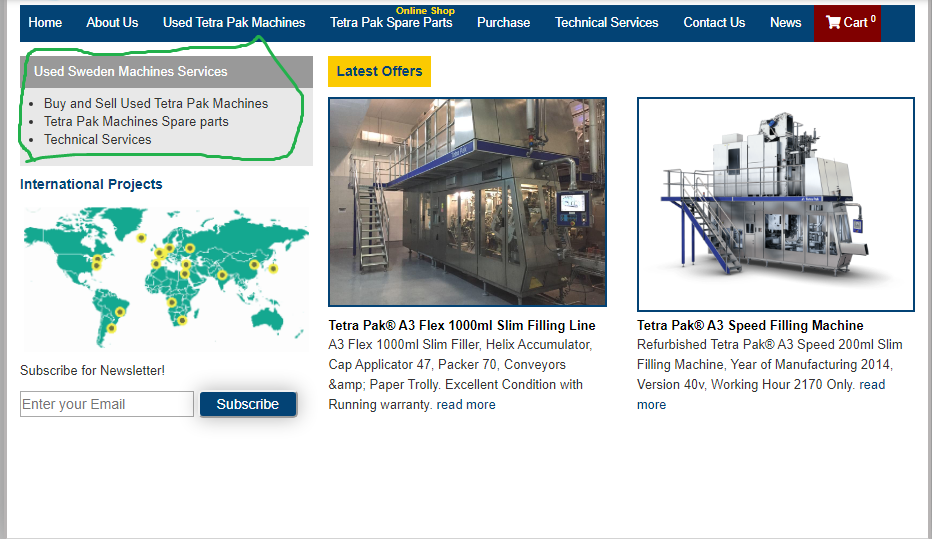 Online Shop
Home About Us Used Tetra Pak Machines Tetra Pak Spare Parts Purchase Technical Services Contact Us News Cart 0
Used Sweden Machines Services
Buy and Sell Used Tetra Pak Machines
Tetra Pak Machines Spare parts
Technical Services
International Projects
Subscribe for Newsletter!
Enter your Email Subscribe
Latest Offers
Tetra Pak
Tetra Pak® A3 Flex 1000ml Slim Filling Line
A3 Flex 1000ml Slim Filler, Helix Accumulator,
Cap Applicator 47, Packer 70, Conveyors
&amp; Paper Trolly. Excellent Condition with
Running warranty. read more
Tetra Pak
Tetra Pak® A3 Speed Filling Machine
Refurbished Tetra Pak® A3 Speed 200ml Slim
Filling Machine, Year of Manufacturing 2014,
Version 40v, Working Hour 2170 Only. read
more